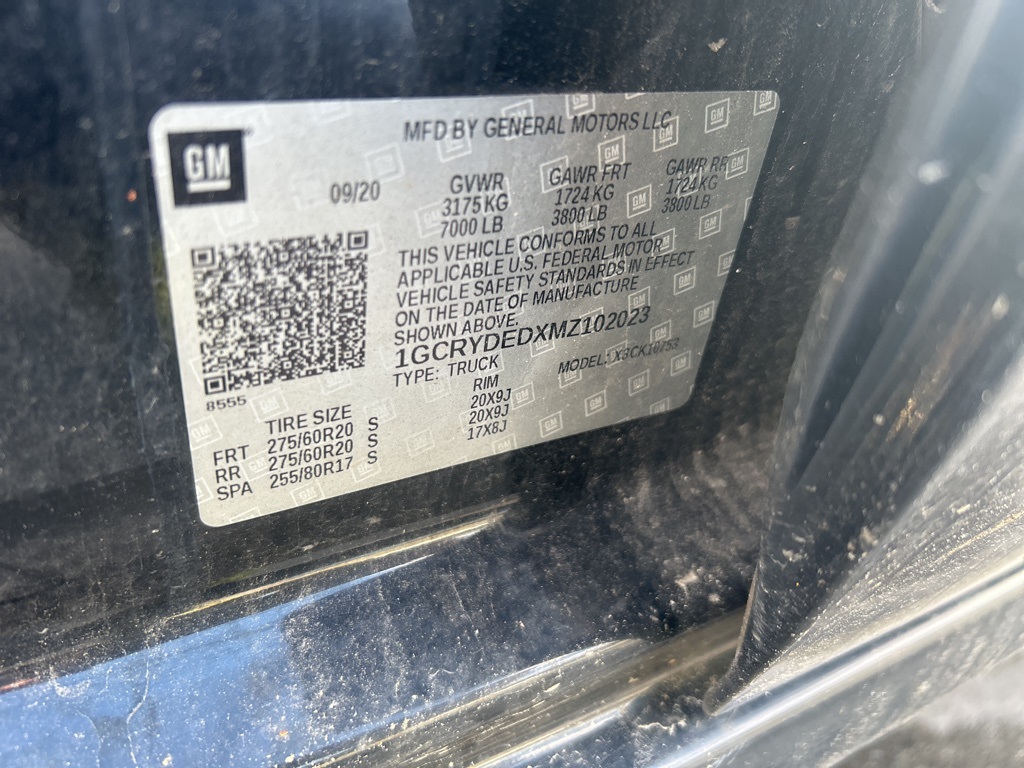 GM
MFD BY GENERAL MOTORS LLC
09/20
GVWR GAWR FRT GAWR RR
3175 KG 1724 KG 1724 KG
7000 LB 3800 LB 3800 LB
THIS VEHICLE CONFORMS TO ALL
APPLICABLE U.S. FEDERAL MOTOR
VEHICLE SAFETY STANDARDS IN EFFECT
ON THE DATE OF MANUFACTURE
SHOWN ABOVE.
1GCRYDEDXMZ102023
TYPE: TRUCK MODEL: X3CK10753
8555
TIRE SIZE RIM
FRT 275/60R20 S 20X9J
RR 275/60R20 S 20X9J
SPA 255/80R17 S 17X8J